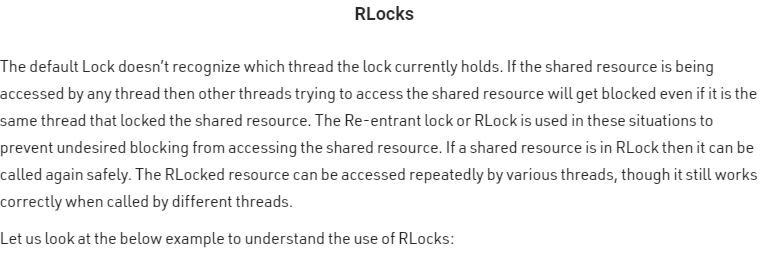 RLocks
The default Lock doesn’t recognize which thread the lock currently holds. If the shared resource is being
accessed by any thread then other threads trying to access the shared resource will get blocked even if it is the
same thread that locked the shared resource. The Re-entrant lock or RLock is used in these situations to
prevent undesired blocking from accessing the shared resource. If a shared resource is in RLock then it can be
called again safely. The RLocked resource can be accessed repeatedly by various threads, though it still works
correctly when called by different threads.
Let us look at the below example to understand the use of RLocks: